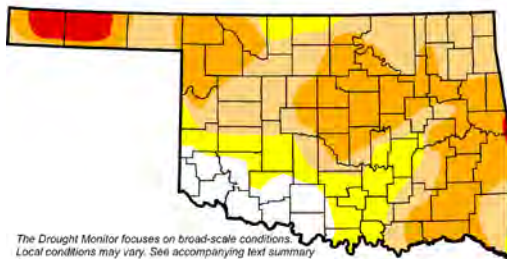 The Drought Monitor focuses on broad-scale conditions.
Local conditions may vary. See accompanying text summary